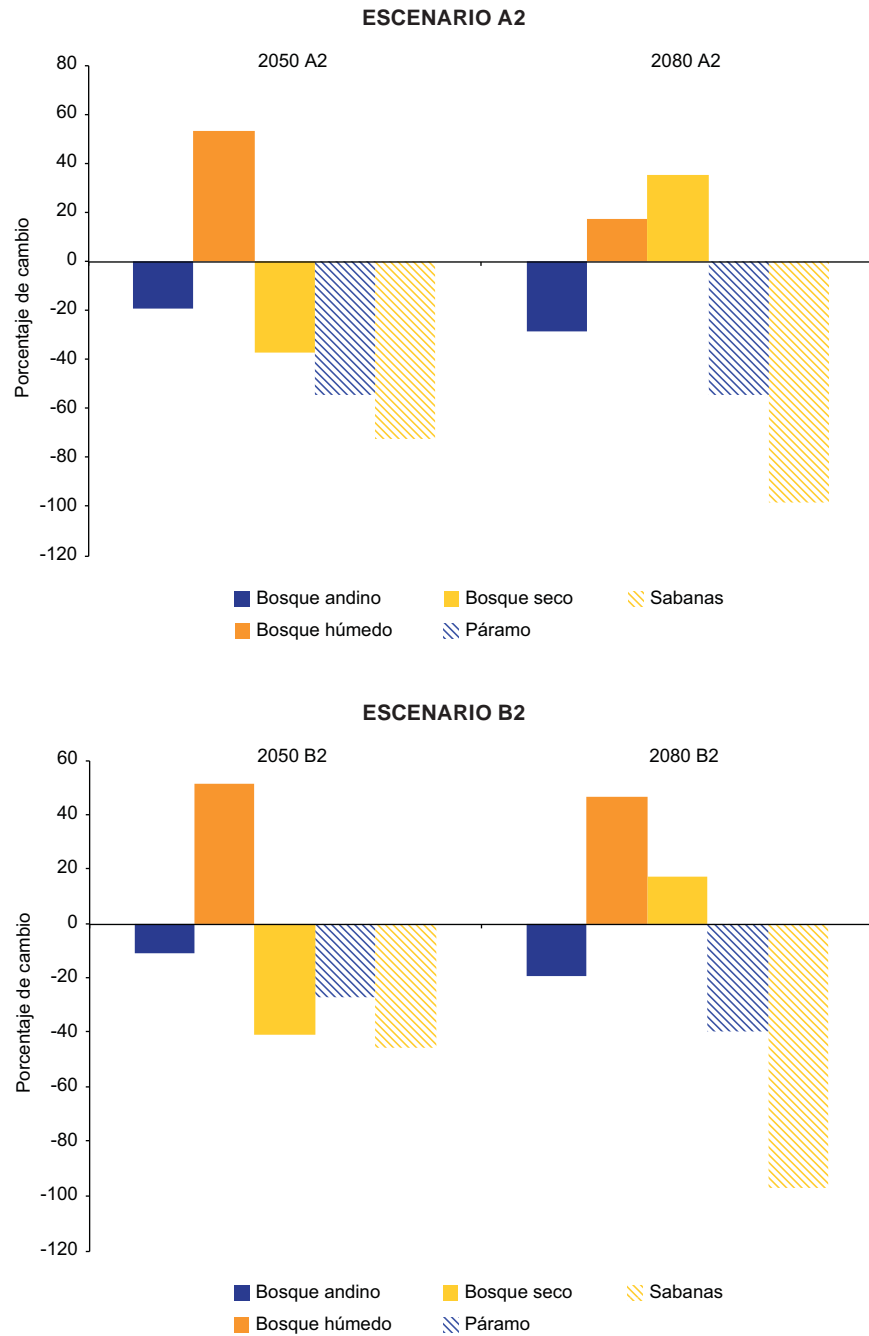 ESCENARIO A2
2050 A2 2080 A2
80
60
40
20
0
-20
-40
-60
-80
-100
-120
Porcentaje de cambio
Bosque andino Bosque seco Sabanas
Bosque húmedo Páramo
ESCENARIO B2
2050 B2 2080 B2
60
40
20
0
-20
-40
-60
-80
-100
-120
Porcentaje de cambio
Bosque andino Bosque seco Sabanas
Bosque húmedo Páramo